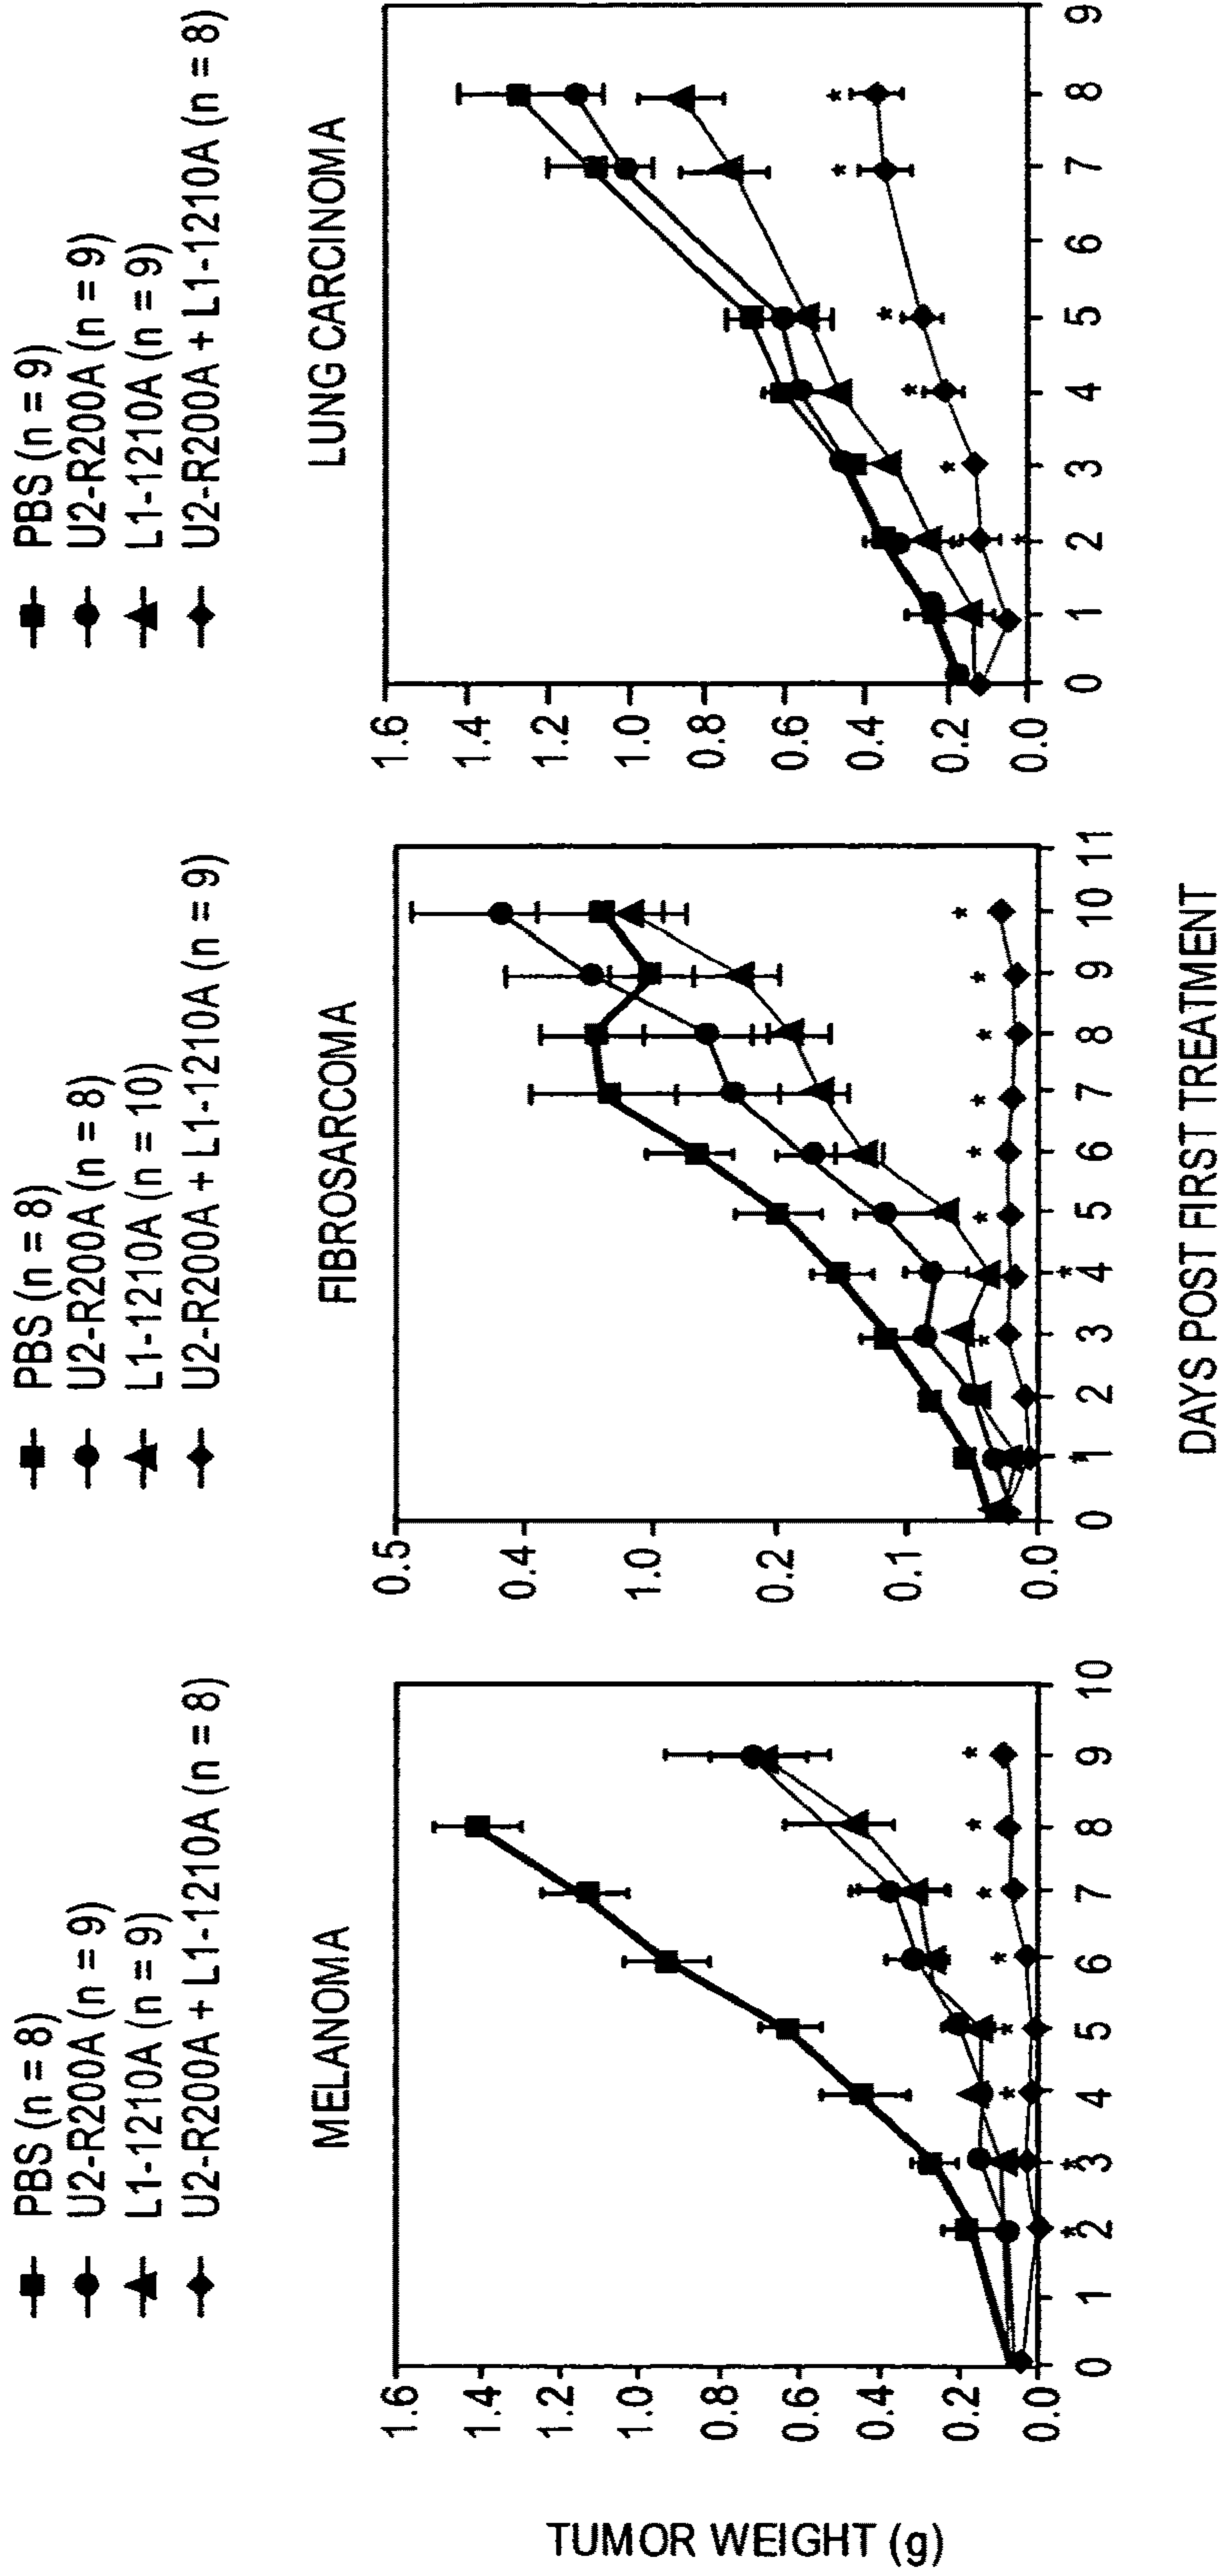 PBS (n = 8)
U2-R200A (n = 9)
L1-1210A (n = 9)
U2-R200A + L1-1210A (n = 8)
MELANOMA
1.6
1.4
1.2
1.0
0.8
0.6
0.4
0.2
0.0
0 1 2 3 4 5 6 7 8 9 10
* * * * * * * *
TUMOR WEIGHT (g)
PBS (n = 8)
U2-R200A (n = 8)
L1-1210A (n = 10)
U2-R200A + L1-1210A (n = 9)
FIBROSARCOMA
0.5
0.4
1.0
0.2
0.1
0.0
0 1 2 3 4 5 6 7 8 9 10 11
* * * * * * * * *
DAYS POST FIRST TREATMENT
PBS (n = 9)
U2-R200A (n = 9)
L1-1210A (n = 9)
U2-R200A + L1-1210A (n = 8)
LUNG CARCINOMA
1.6
1.4
1.2
1.0
0.8
0.6
0.4
0.2
0.0
0 1 2 3 4 5 6 7 8 9
* * * * * *